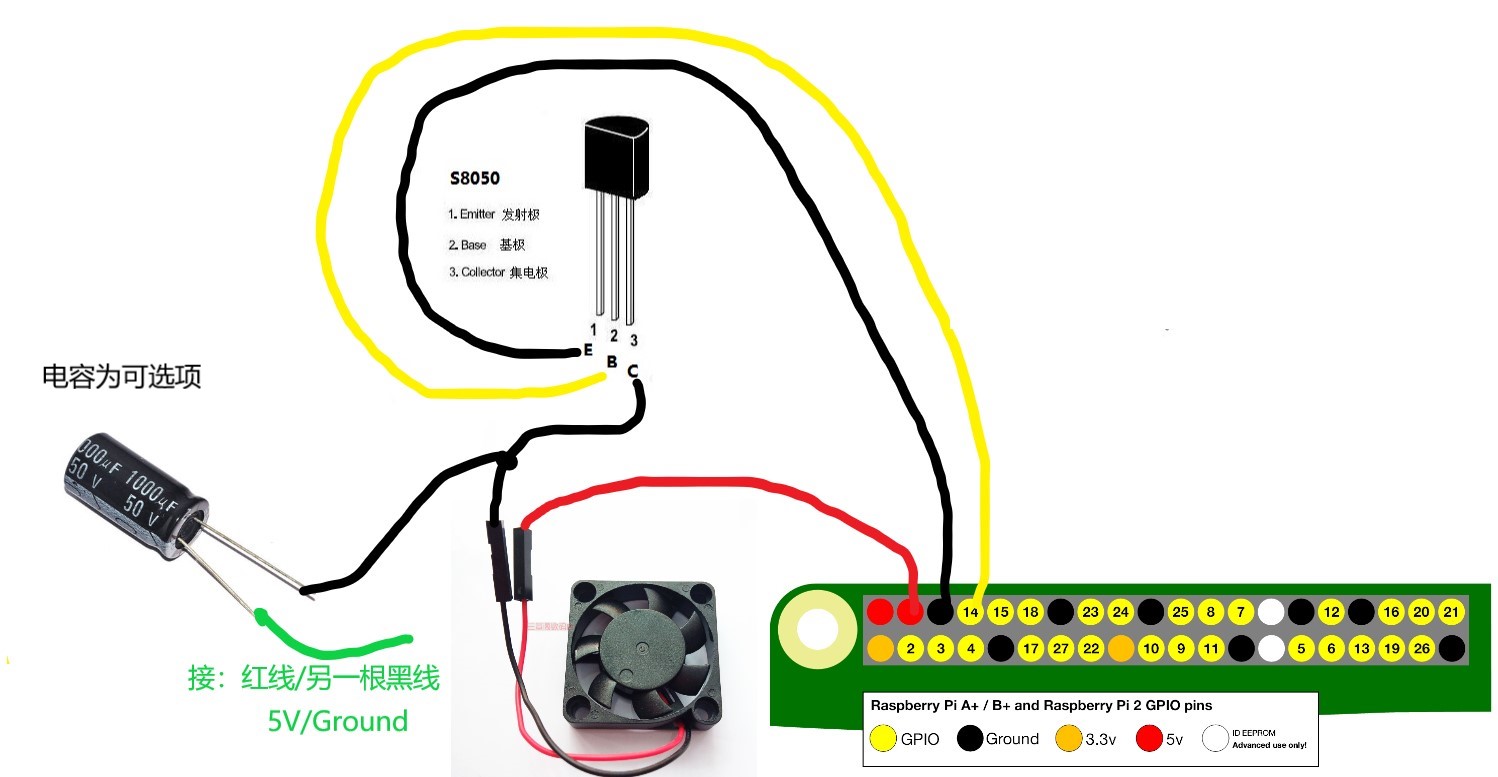 S8050
1. Emitter 发射极
2. Base 基极
3. Collector 集电极
1 2 3
E B C
电容为可选项
000µF 1000µF
50 V 50 V
接：红线/另一根黑线
5V/Ground
14 15 18 23 24 25 8 7 12 16 20 21
2 3 4 17 27 22 10 9 11 5 6 13 19 26
Raspberry Pi A+ / B+ and Raspberry Pi 2 GPIO pins
GPIO Ground 3.3v 5v ID EEPROM
Advanced use only!